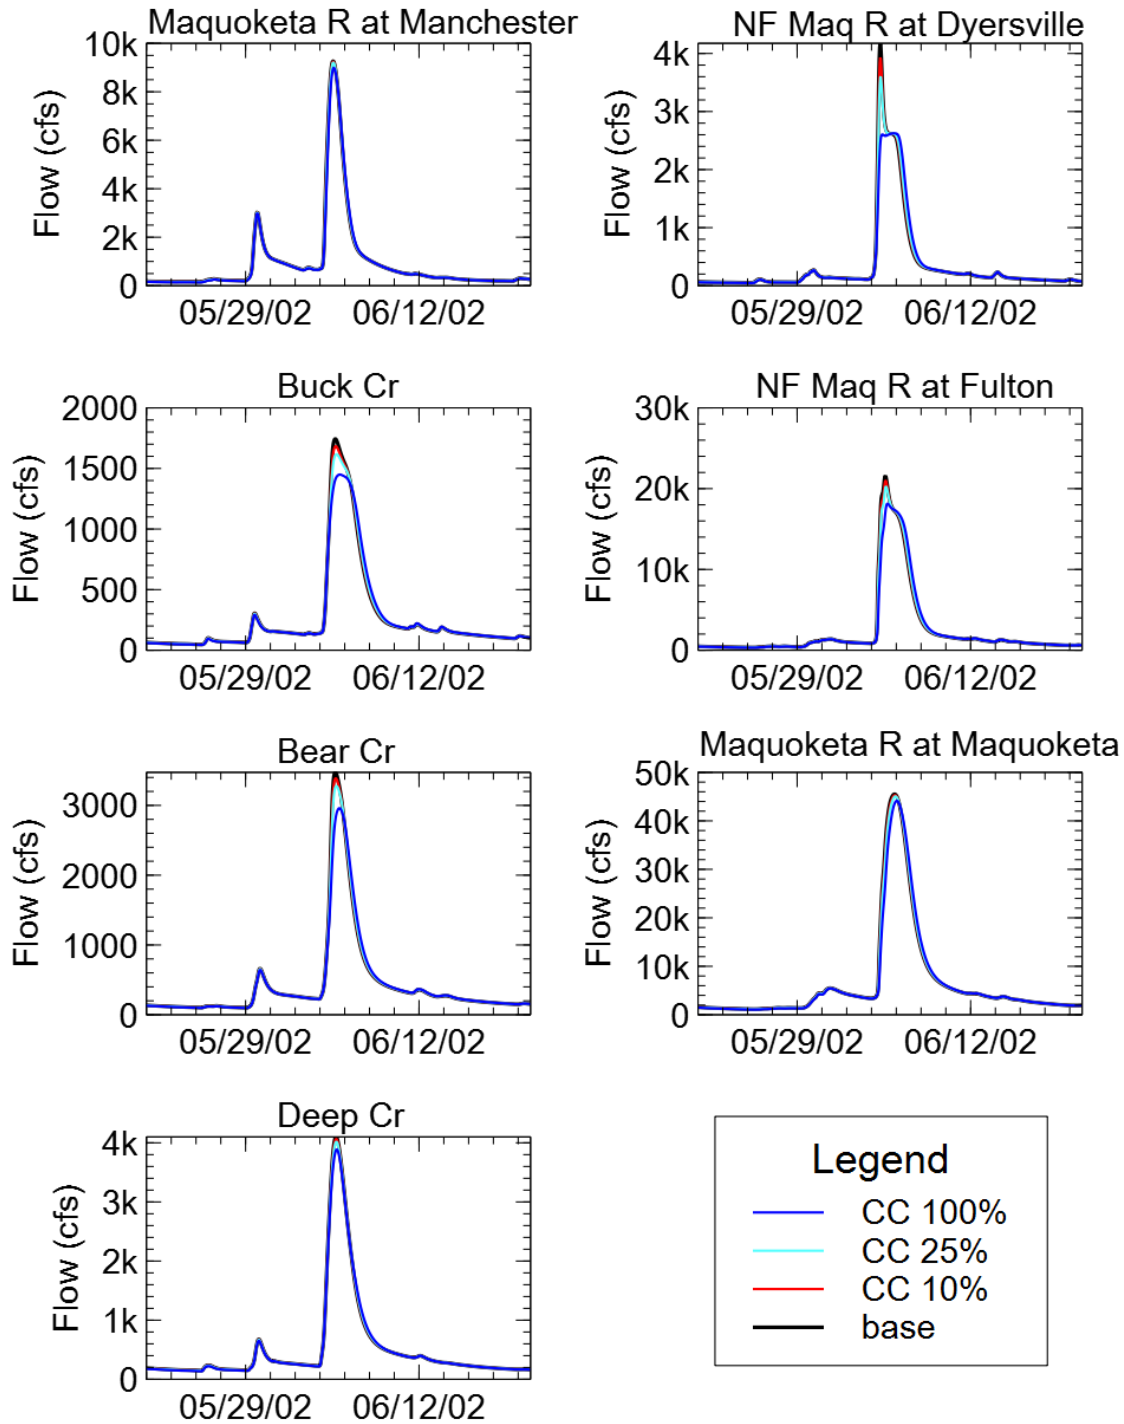 Maquoketa R at Manchester
10k
8k
6k
4k
2k
0
Flow (cfs)
05/29/02 06/12/02
NF Maq R at Dyersville
4k
3k
2k
1k
0
Flow (cfs)
05/29/02 06/12/02
Buck Cr
2000
1500
1000
500
0
Flow (cfs)
05/29/02 06/12/02
NF Maq R at Fulton
30k
20k
10k
0
Flow (cfs)
05/29/02 06/12/02
Bear Cr
3000
2000
1000
0
Flow (cfs)
05/29/02 06/12/02
Maquoketa R at Maquoketa
50k
40k
30k
20k
10k
0
Flow (cfs)
05/29/02 06/12/02
Deep Cr
4k
3k
2k
1k
0
Flow (cfs)
05/29/02 06/12/02
Legend
CC 100%
CC 25%
CC 10%
base